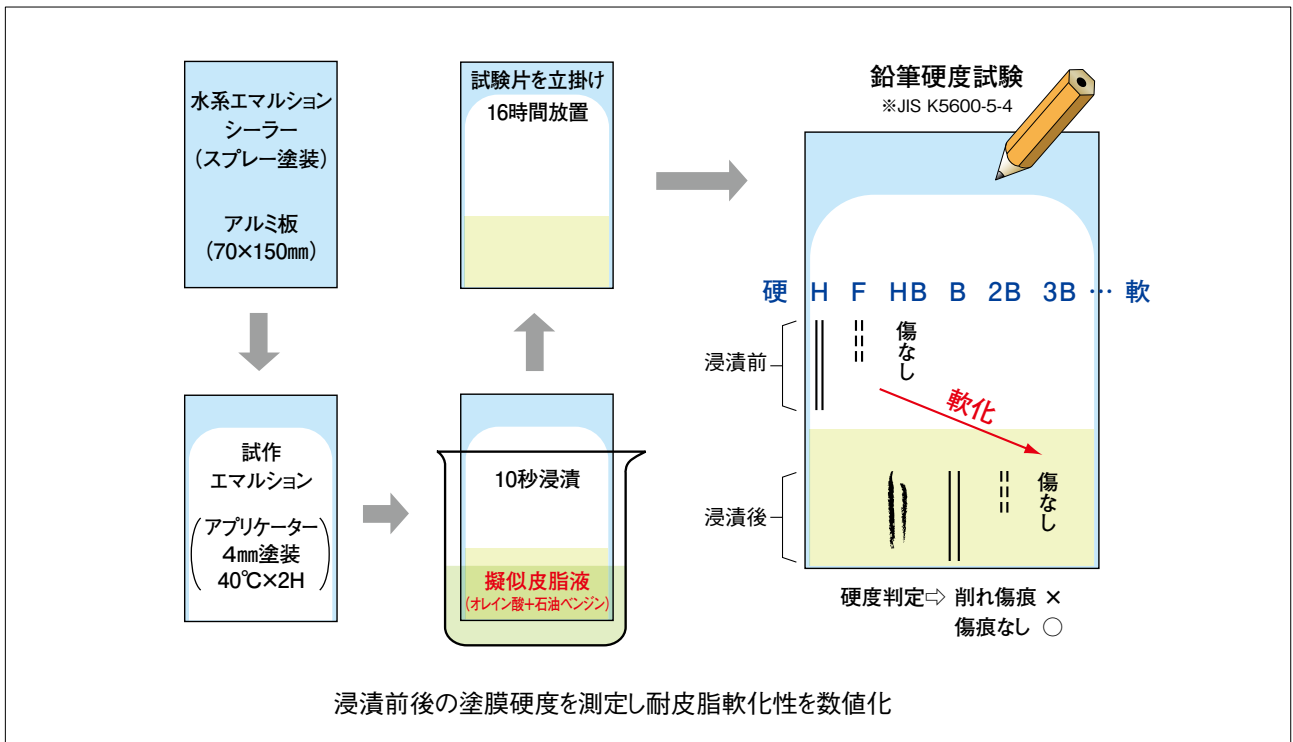 水系エマルション
シーラー
(スプレー塗装)
アルミ板
(70×150㎜)
試作
エマルション
アプリケーター
4㎜塗装
40℃×2H
10秒浸漬
擬似皮脂液
(オレイン酸+石油ベンジン)
試験片を立掛け
16時間放置
鉛筆硬度試験
※JIS K5600-5-4
硬 H F HB B 2B 3B … 軟
浸漬前
傷なし
軟化
浸漬後
傷なし
硬度判定⇨ 削れ傷痕 ×
傷痕なし ○
浸漬前後の塗膜硬度を測定し耐皮脂軟化性を数値化